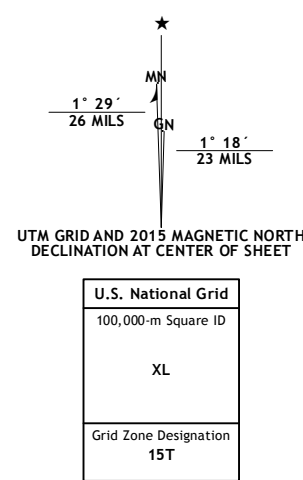 MN
1° 29´
26 MILS
GN
1° 18´
23 MILS
UTM GRID AND 2015 MAGNETIC NORTH
DECLINATION AT CENTER OF SHEET
U.S. National Grid
100,000-m Square ID
XL
Grid Zone Designation
15T